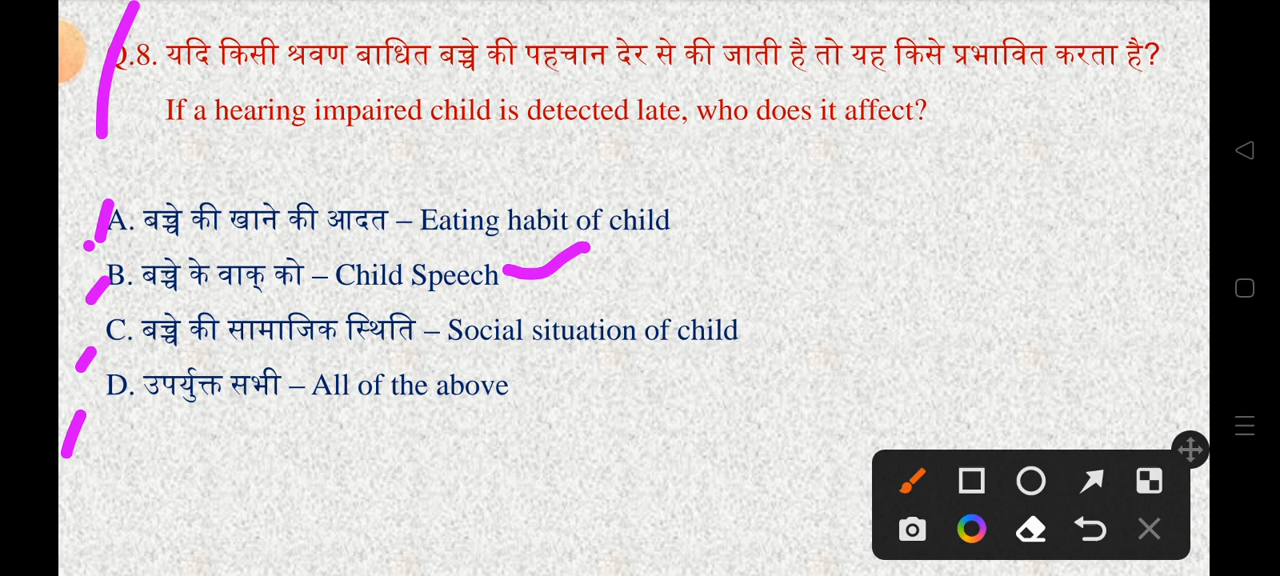 Q.8. यदि किसी श्रवण बाधित बच्चे की पहचान देर से की जाती है तो यह किसे प्रभावित करता है?
If a hearing impaired child is detected late, who does it affect?
A. बच्चे की खाने की आदत – Eating habit of child
B. बच्चे के वाक् को – Child Speech
C. बच्चे की सामाजिक स्थिति – Social situation of child
D. उपर्युक्त सभी – All of the above